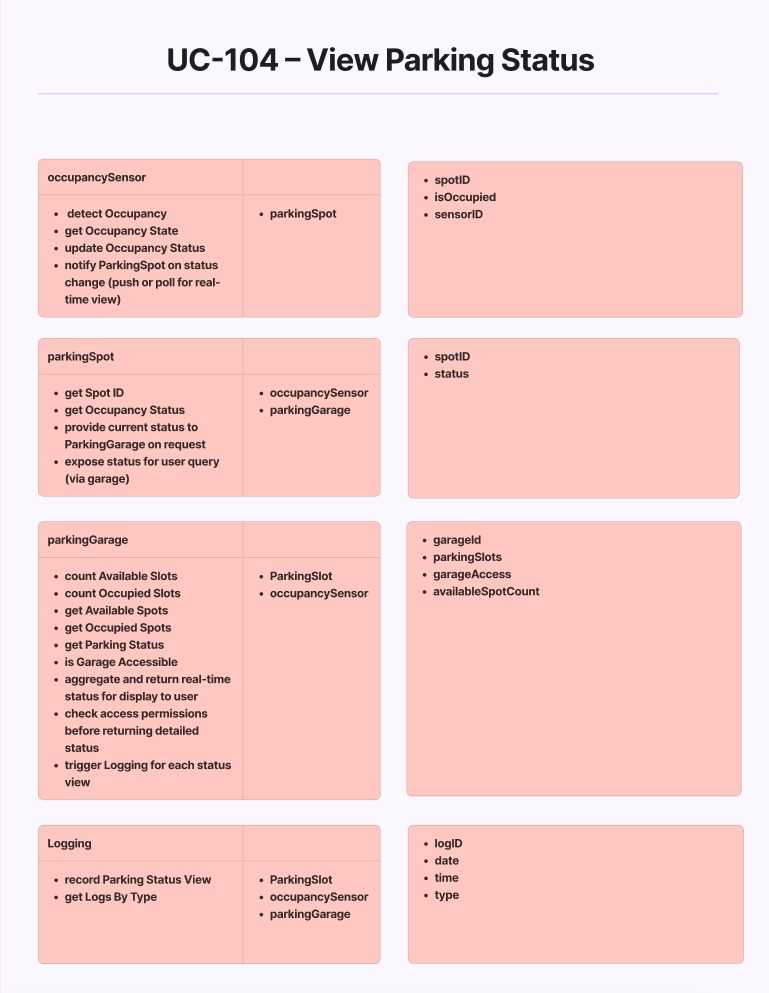 UC-104 – View Parking Status
occupancySensor
• detect Occupancy
• get Occupancy State
• update Occupancy Status
• notify ParkingSpot on status
change (push or poll for real-
time view)
• parkingSpot
• spotID
• isOccupied
• sensorID
parkingSpot
• get Spot ID
• get Occupancy Status
• provide current status to
ParkingGarage on request
• expose status for user query
(via garage)
• occupancySensor
• parkingGarage
• spotID
• status
parkingGarage
• count Available Slots
• count Occupied Slots
• get Available Spots
• get Occupied Spots
• get Parking Status
• is Garage Accessible
• aggregate and return real-time
status for display to user
• check access permissions
before returning detailed
status
• trigger Logging for each status
view
• ParkingSlot
• occupancySensor
• garageId
• parkingSlots
• garageAccess
• availableSpotCount
Logging
• record Parking Status View
• get Logs By Type
• ParkingSlot
• occupancySensor
• parkingGarage
• logID
• date
• time
• type